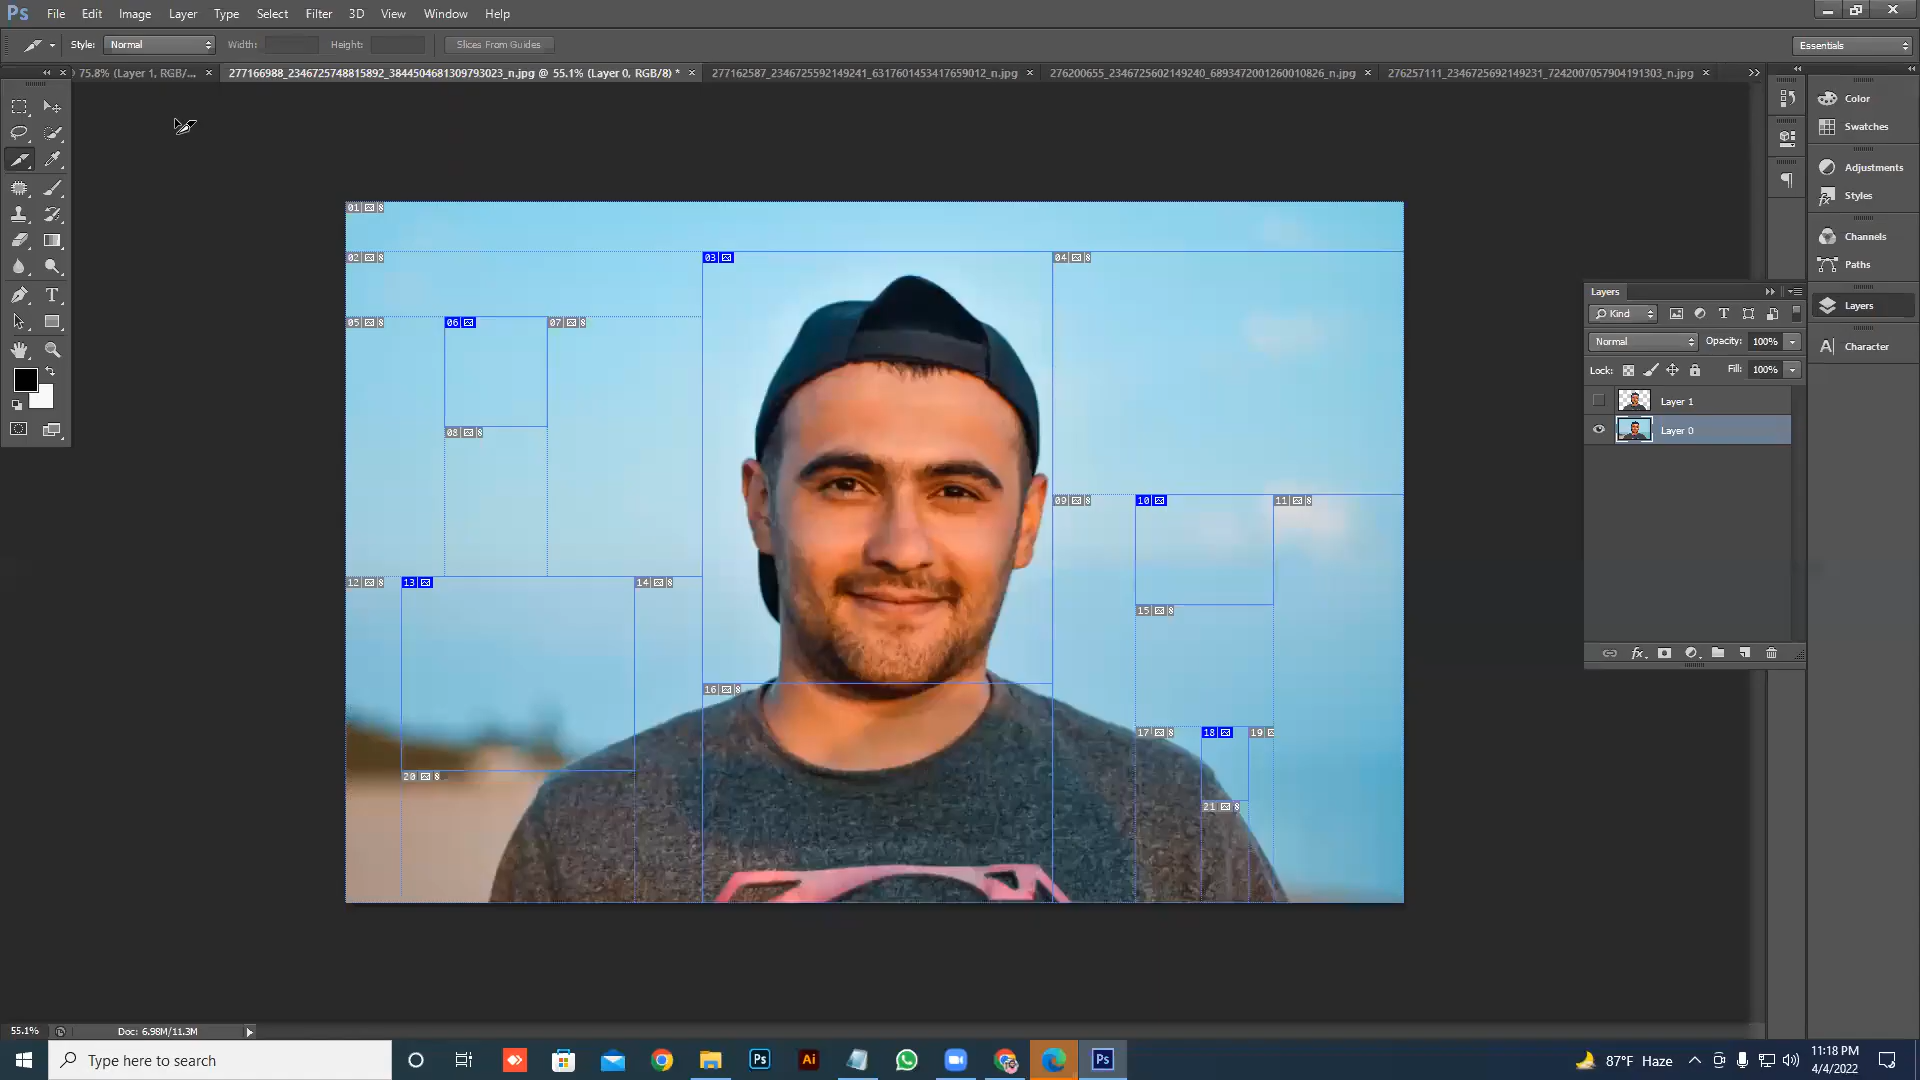 Ps File Edit Image Layer Type Select Filter 3D View Window Help
Style: Normal Width: Height: Slices From Guides Essentials
75.8% (Layer 1, RGB/... × 277166988_2346725748815892_3844504681309793023_n.jpg @ 55.1% (Layer 0, RGB/8) * × 277162587_2346725592149241_6317601453417659012_n.jpg × 276200655_2346725602149240_6893472001260010826_n.jpg × 276257111_2346725692149231_7242007057904191303_n.jpg ×
Color
Swatches
Adjustments
Styles
Channels
Paths
Layers
Character
01
02 03 04
05 06 07
08
09 10 11
12 13 14
15
16
17 18 19
20
21
Layers
Kind
Normal Opacity: 100%
Lock: Fill: 100%
Layer 1
Layer 0
55.1% Doc: 6.98M/11.3M
Type here to search
Ps Ai Ps
87°F Haze
11:18 PM
4/4/2022